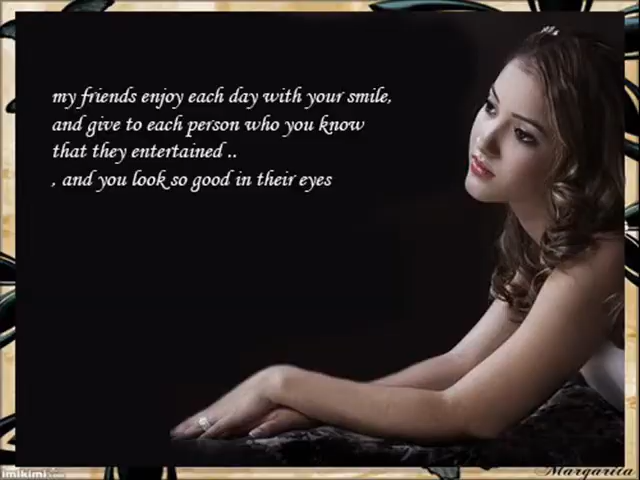 my friends enjoy each day with your smile,
and give to each person who you know
that they entertained ..
, and you look so good in their eyes
Margarita
imikimi